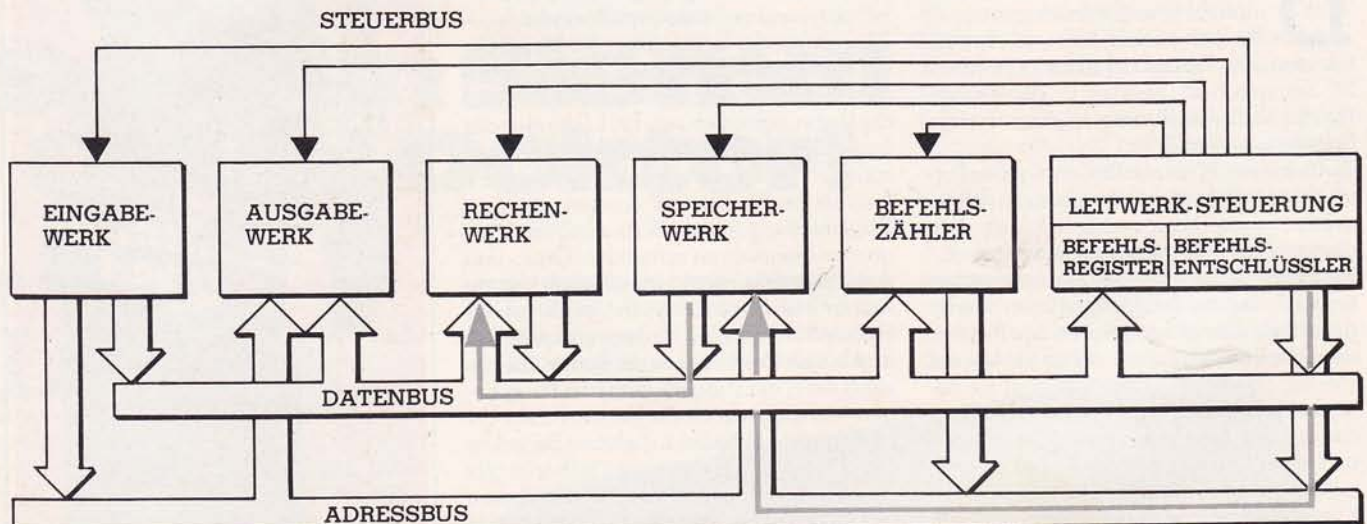 STEUERBUS
EINGABE-
WERK
AUSGABE-
WERK
RECHEN-
WERK
SPEICHER-
WERK
BEFEHLS-
ZÄHLER
LEITWERK-STEUERUNG
BEFEHLS-
REGISTER
BEFEHLS-
ENTSCHLÜSSLER
DATENBUS
ADRESSBUS